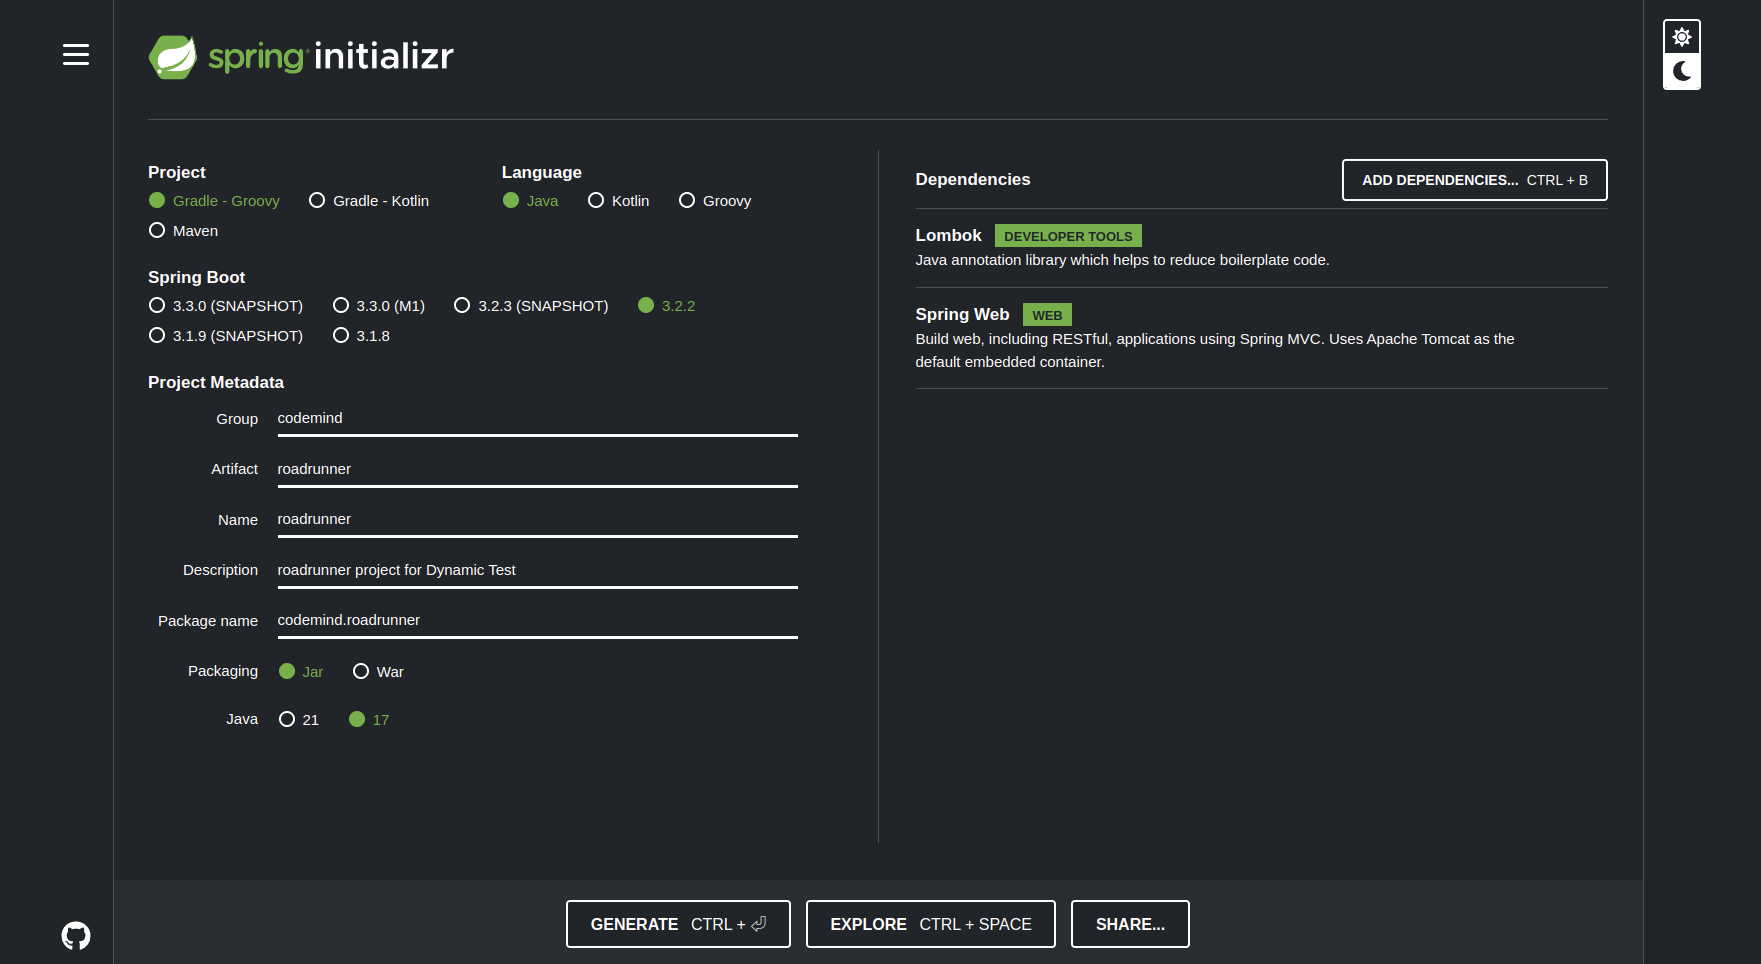 spring initializr
Project
Gradle - Groovy Gradle - Kotlin
Maven
Language
Java Kotlin Groovy
Spring Boot
3.3.0 (SNAPSHOT) 3.3.0 (M1) 3.2.3 (SNAPSHOT) 3.2.2
3.1.9 (SNAPSHOT) 3.1.8
Project Metadata
Group codemind
Artifact roadrunner
Name roadrunner
Description roadrunner project for Dynamic Test
Package name codemind.roadrunner
Packaging Jar War
Java 21 17
Dependencies ADD DEPENDENCIES... CTRL + B
Lombok DEVELOPER TOOLS
Java annotation library which helps to reduce boilerplate code.
Spring Web WEB
Build web, including RESTful, applications using Spring MVC. Uses Apache Tomcat as the
default embedded container.
GENERATE CTRL + ⏎ EXPLORE CTRL + SPACE SHARE...